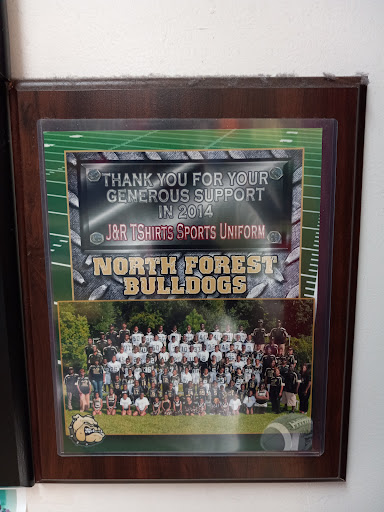 THANK YOU FOR YOUR
GENEROUS SUPPORT
IN 2014
J&R TSHIRTS SPORTS UNIFORM
NORTH FOREST
BULLDOGS